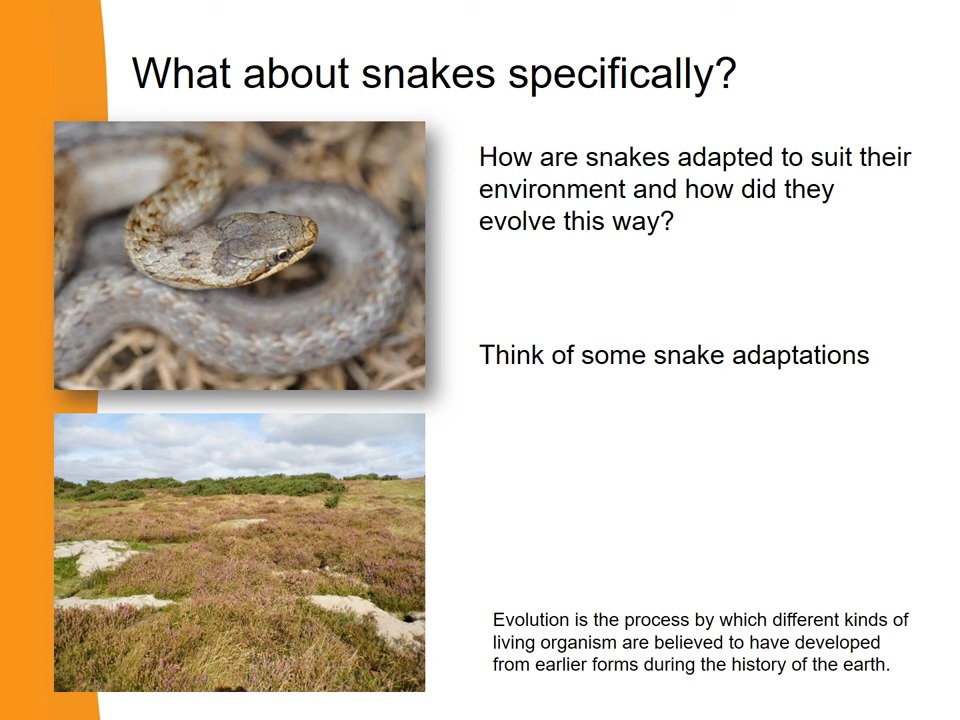 What about snakes specifically?
How are snakes adapted to suit their
environment and how did they
evolve this way?
Think of some snake adaptations
Evolution is the process by which different kinds of
living organism are believed to have developed
from earlier forms during the history of the earth.